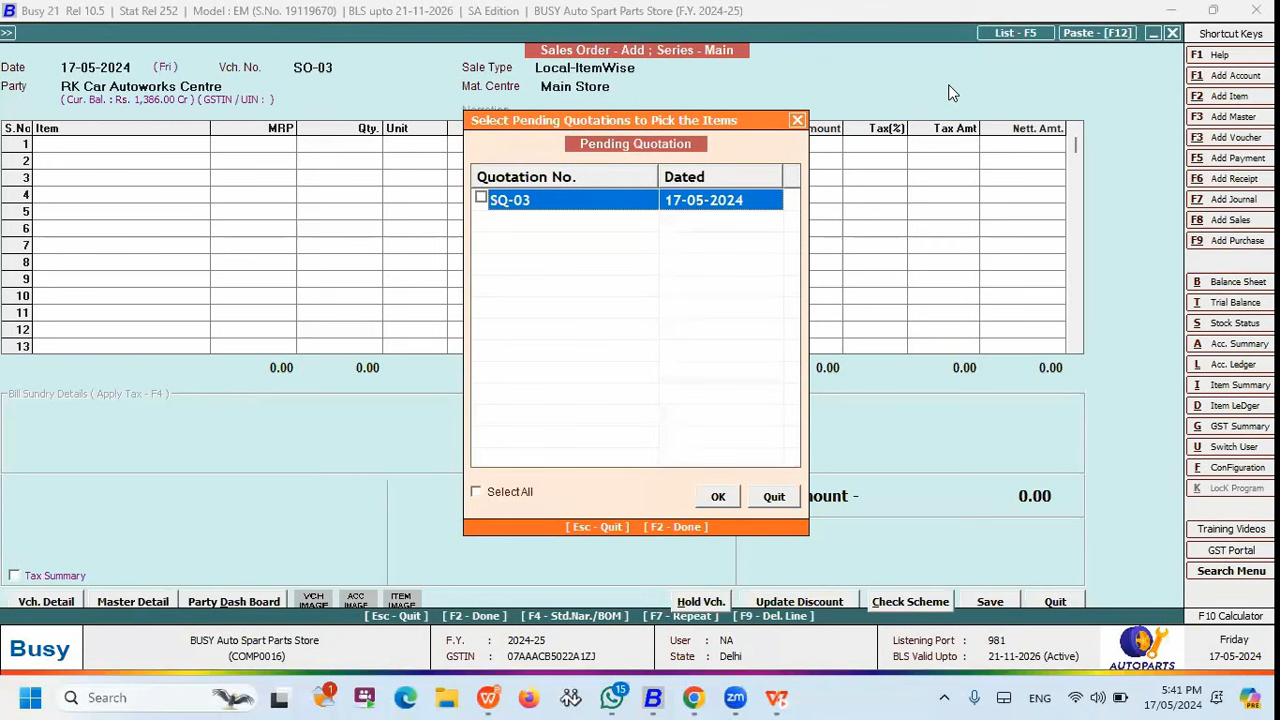 Busy 21 Rel 10.5 | Stat Rel 252 | Model : EM (S.No. 19119670) | BLS upto 21-11-2026 | SA Edition | BUSY Auto Spart Parts Store (F.Y. 2024-25)
>> List - F5 Paste - [F12] Shortcut Keys
Sales Order - Add ; Series - Main
Date 17-05-2024 (Fri) Vch. No. SO-03 Sale Type Local-ItemWise
Party RK Car Autoworks Centre Mat. Centre Main Store
( Cur. Bal : Rs. 1,386.00 Cr ) ( GSTIN / UIN : )
S.No Item MRP Qty. Unit Tax(%) Tax Amt Nett. Amt.
1
2
3
4
5
6
7
8
9
10
11
12
13
0.00 0.00 0.00 0.00 0.00
Select Pending Quotations to Pick the Items
Pending Quotation
Quotation No. Dated
SQ-03 17-05-2024
Select All OK Quit
[ Esc - Quit ] [ F2 - Done ]
Bill Sundry Details ( Apply Tax - F4 )
0.00
Tax Summary
Vch. Detail Master Detail Party Dash Board VCH IMAGE ACC IMAGE ITEM IMAGE Hold Vch. Update Discount Check Scheme Save Quit
[ Esc - Quit ] [ F2 - Done ] [ F4 - Std.Nar./BOM ] [ F7 - Repeat ] [ F9 - Del. Line ]
F1 Help
F1 Add Account
F2 Add Item
F3 Add Master
F3 Add Voucher
F5 Add Payment
F6 Add Receipt
F7 Add Journal
F8 Add Sales
F9 Add Purchase
B Balance Sheet
T Trial Balance
S Stock Status
A Acc. Summary
L Acc. Ledger
I Item Summary
D Item LeDger
G GST Summary
U Switch User
F ConFiguration
K LocK Program
Training Videos
GST Portal
Search Menu
F10 Calculator
Busy
BUSY Auto Spart Parts Store
(COMP0016)
F.Y. : 2024-25
GSTIN : 07AAACB5022A1ZJ
User : NA
State : Delhi
Listening Port : 981
BLS Valid Upto : 21-11-2026 (Active)
AUTOPARTS
Friday
17-05-2024
Search 1 15 ENG 5:41 PM
17/05/2024 PRE